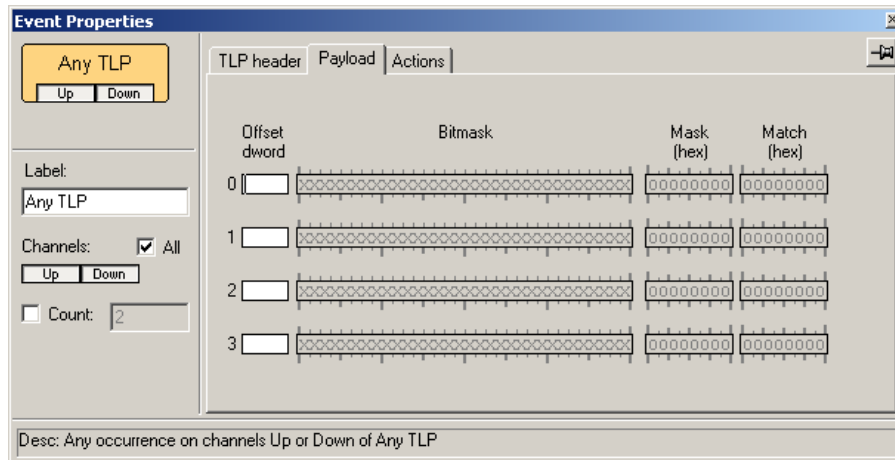 Event Properties
Any TLP
Up Down
TLP header Payload Actions
Offset dword
Bitmask
Mask (hex)
Match (hex)
Label:
Any TLP
Channels: All
Up Down
Count: 2
0 XXXXXXXXXXXXXXXXXXXXXXXXXXXXXXXX 00000000 00000000
1 XXXXXXXXXXXXXXXXXXXXXXXXXXXXXXXX 00000000 00000000
2 XXXXXXXXXXXXXXXXXXXXXXXXXXXXXXXX 00000000 00000000
3 XXXXXXXXXXXXXXXXXXXXXXXXXXXXXXXX 00000000 00000000
Desc: Any occurrence on channels Up or Down of Any TLP